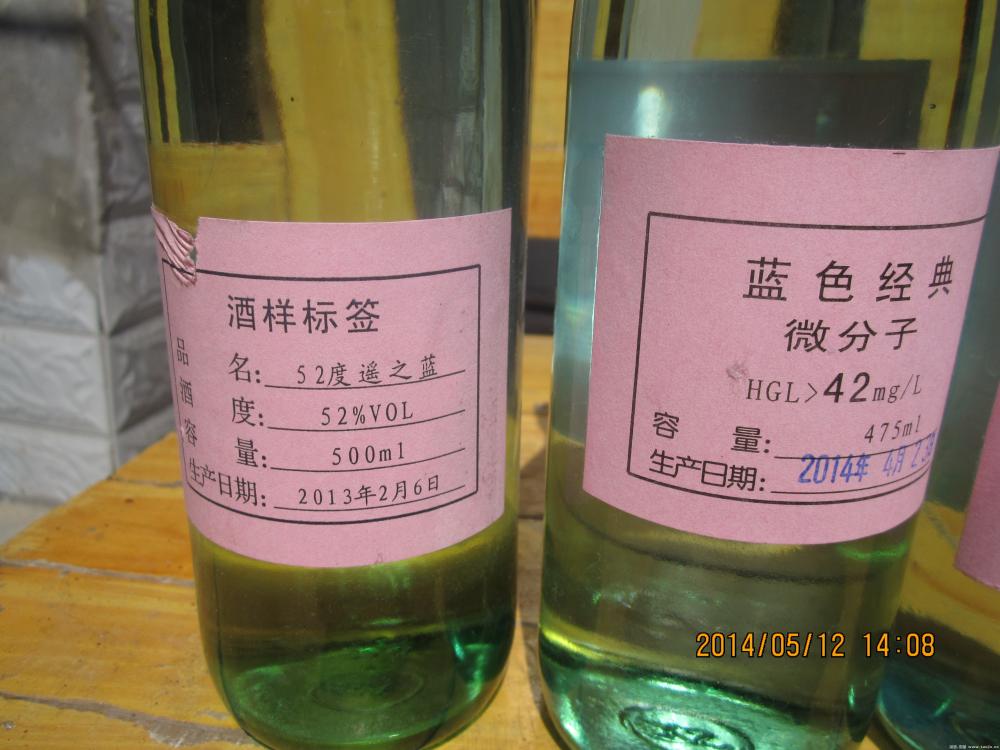 酒样标签
品 名: 52度遥之蓝
酒 度: 52%VOL
容 量: 500ml
生产日期: 2013年2月6日
蓝色经典
微分子
HGL>42mg/L
容 量: 475ml
生产日期: 2014年 4月
2014/05/12 14:08